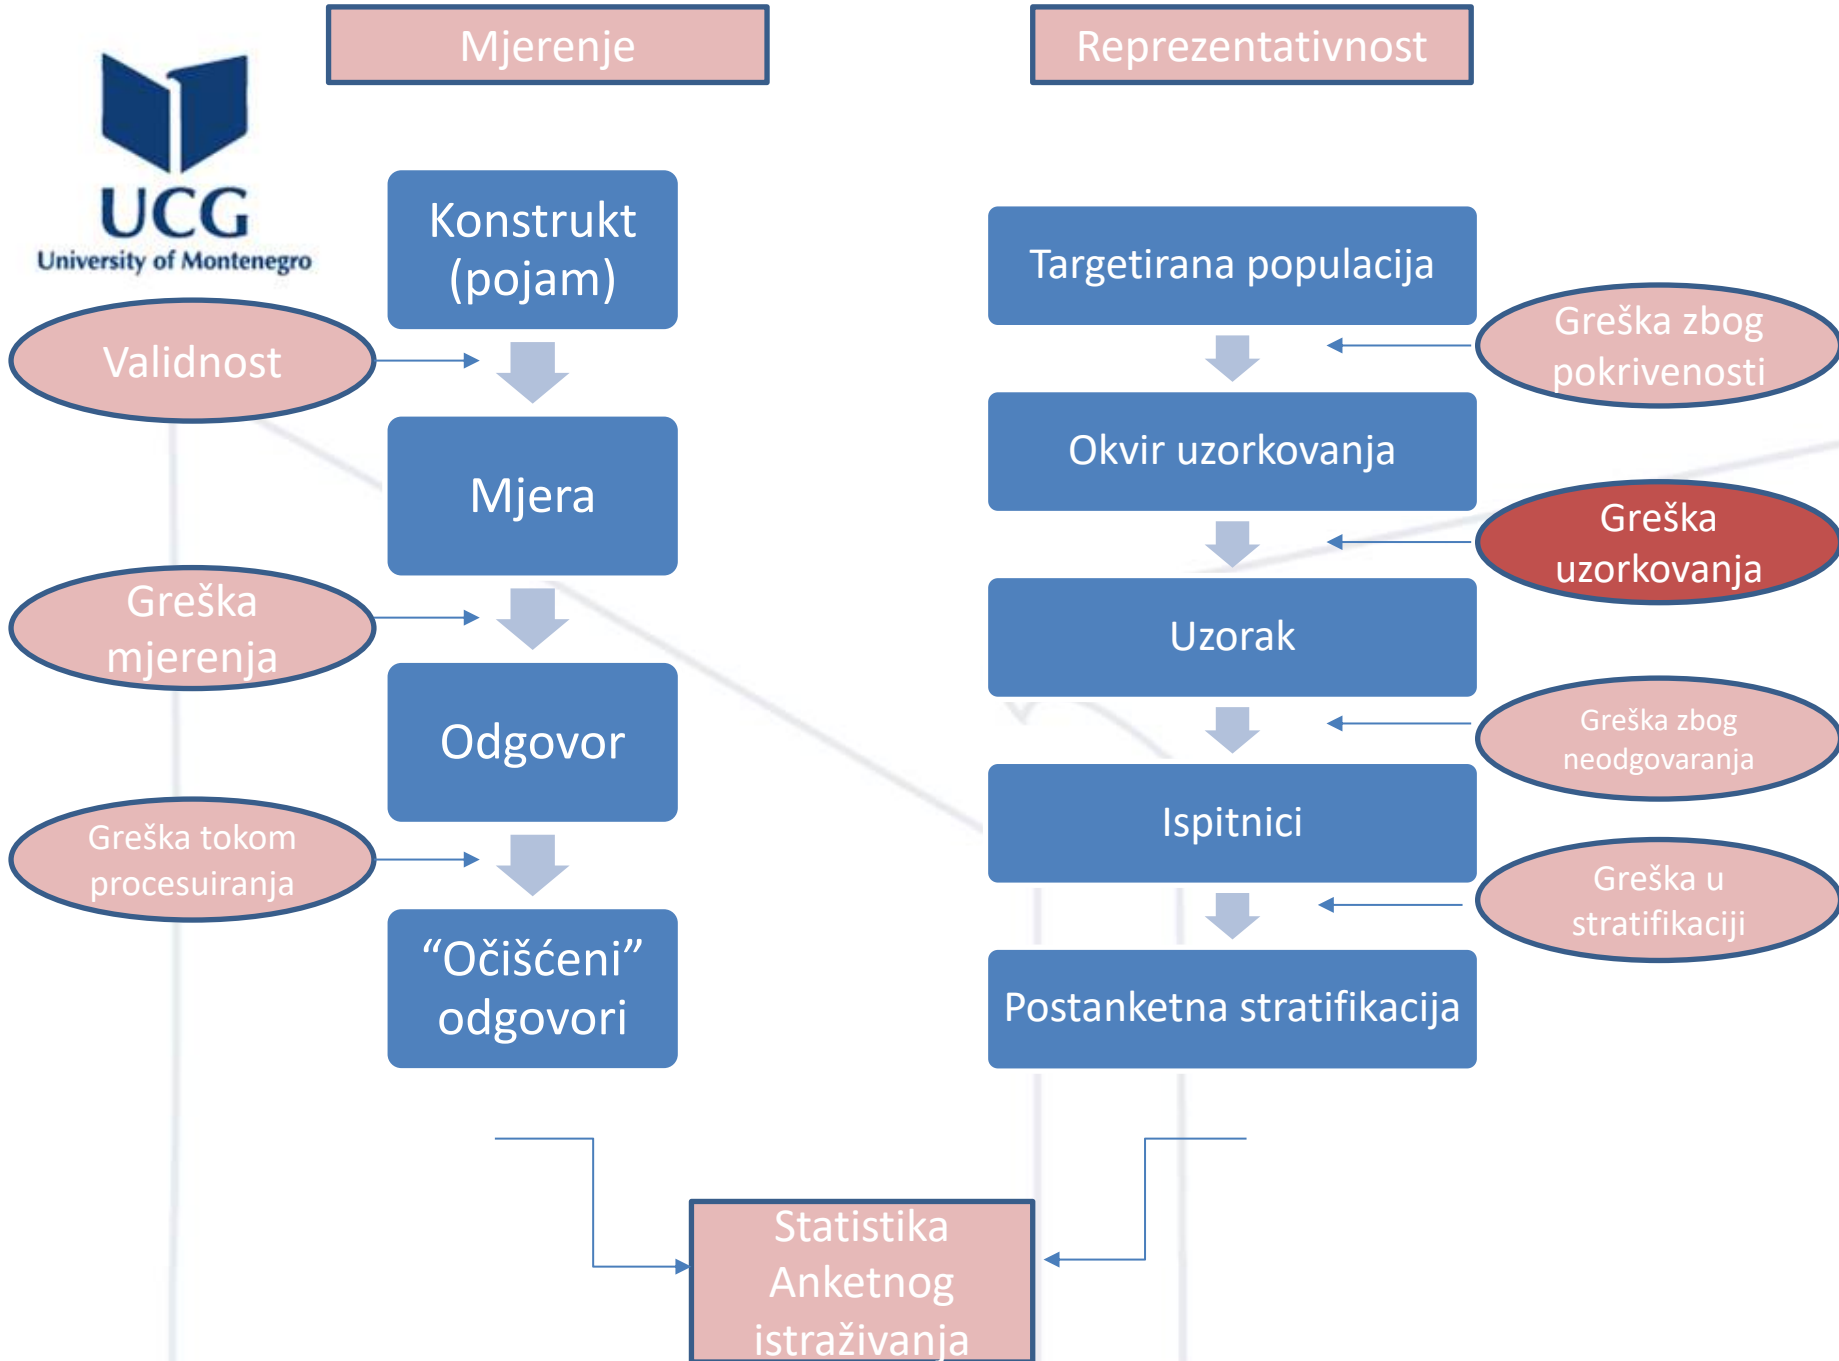 Mjerenje
Reprezentativnost
UCG
University of Montenegro
Konstrukt
(pojam)
Validnost
Mjera
Greška
mjerenja
Odgovor
Greška tokom
procesuiranja
“Očišćeni”
odgovori
Targetirana populacija
Greška zbog
pokrivenosti
Okvir uzorkovanja
Greška
uzorkovanja
Uzorak
Greška zbog
neodgovaranja
Ispitnici
Greška u
stratifikaciji
Postanketna stratifikacija
Statistika
Anketnog
istraživanja